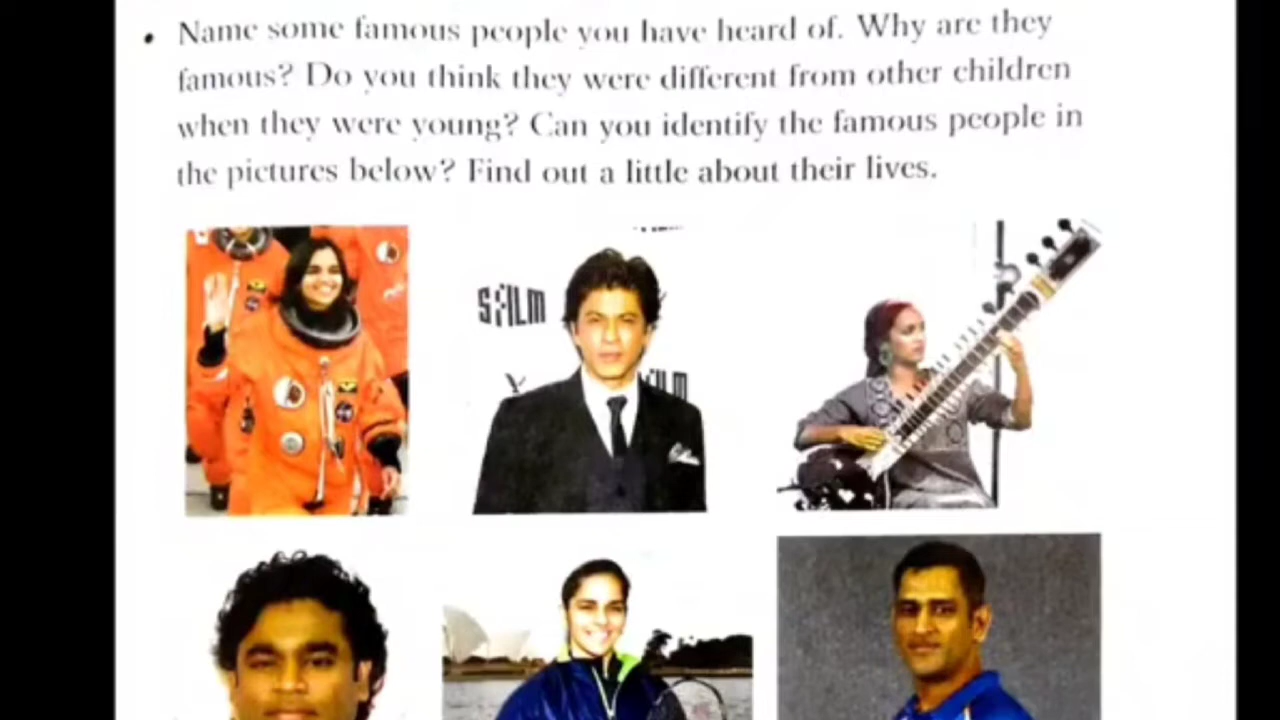 • Name some famous people you have heard of. Why are they
famous? Do you think they were different from other children
when they were young? Can you identify the famous people in
the pictures below? Find out a little about their lives.
SFILM